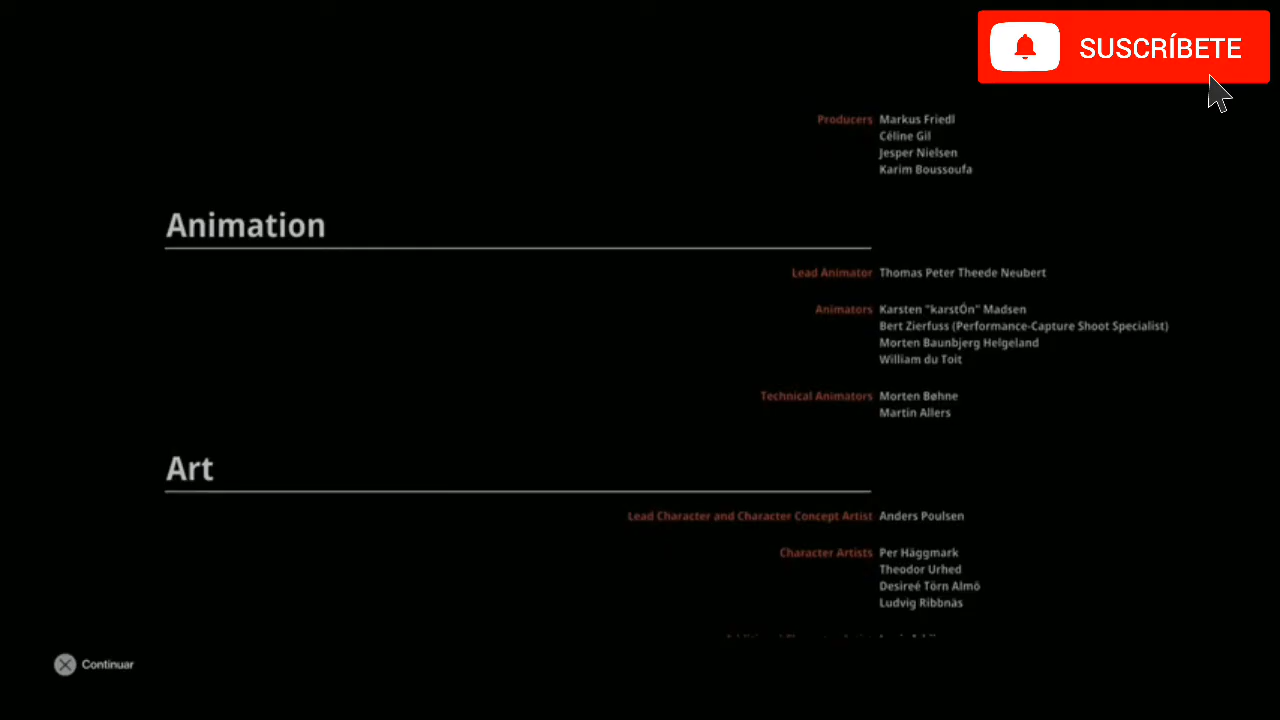 SUSCRÍBETE
Producers Markus Friedl
Céline Gil
Jesper Nielsen
Karim Boussoufa
Animation
Lead Animator Thomas Peter Theede Neubert
Animators Karsten "karstÓn" Madsen
Bert Zierfuss (Performance-Capture Shoot Specialist)
Morten Baunbjerg Helgeland
William du Toit
Technical Animators Morten Bøhne
Martin Allers
Art
Lead Character and Character Concept Artist Anders Poulsen
Character Artists Per Häggmark
Theodor Urhed
Desireé Törn Almö
Ludvig Ribbnäs
Continuar